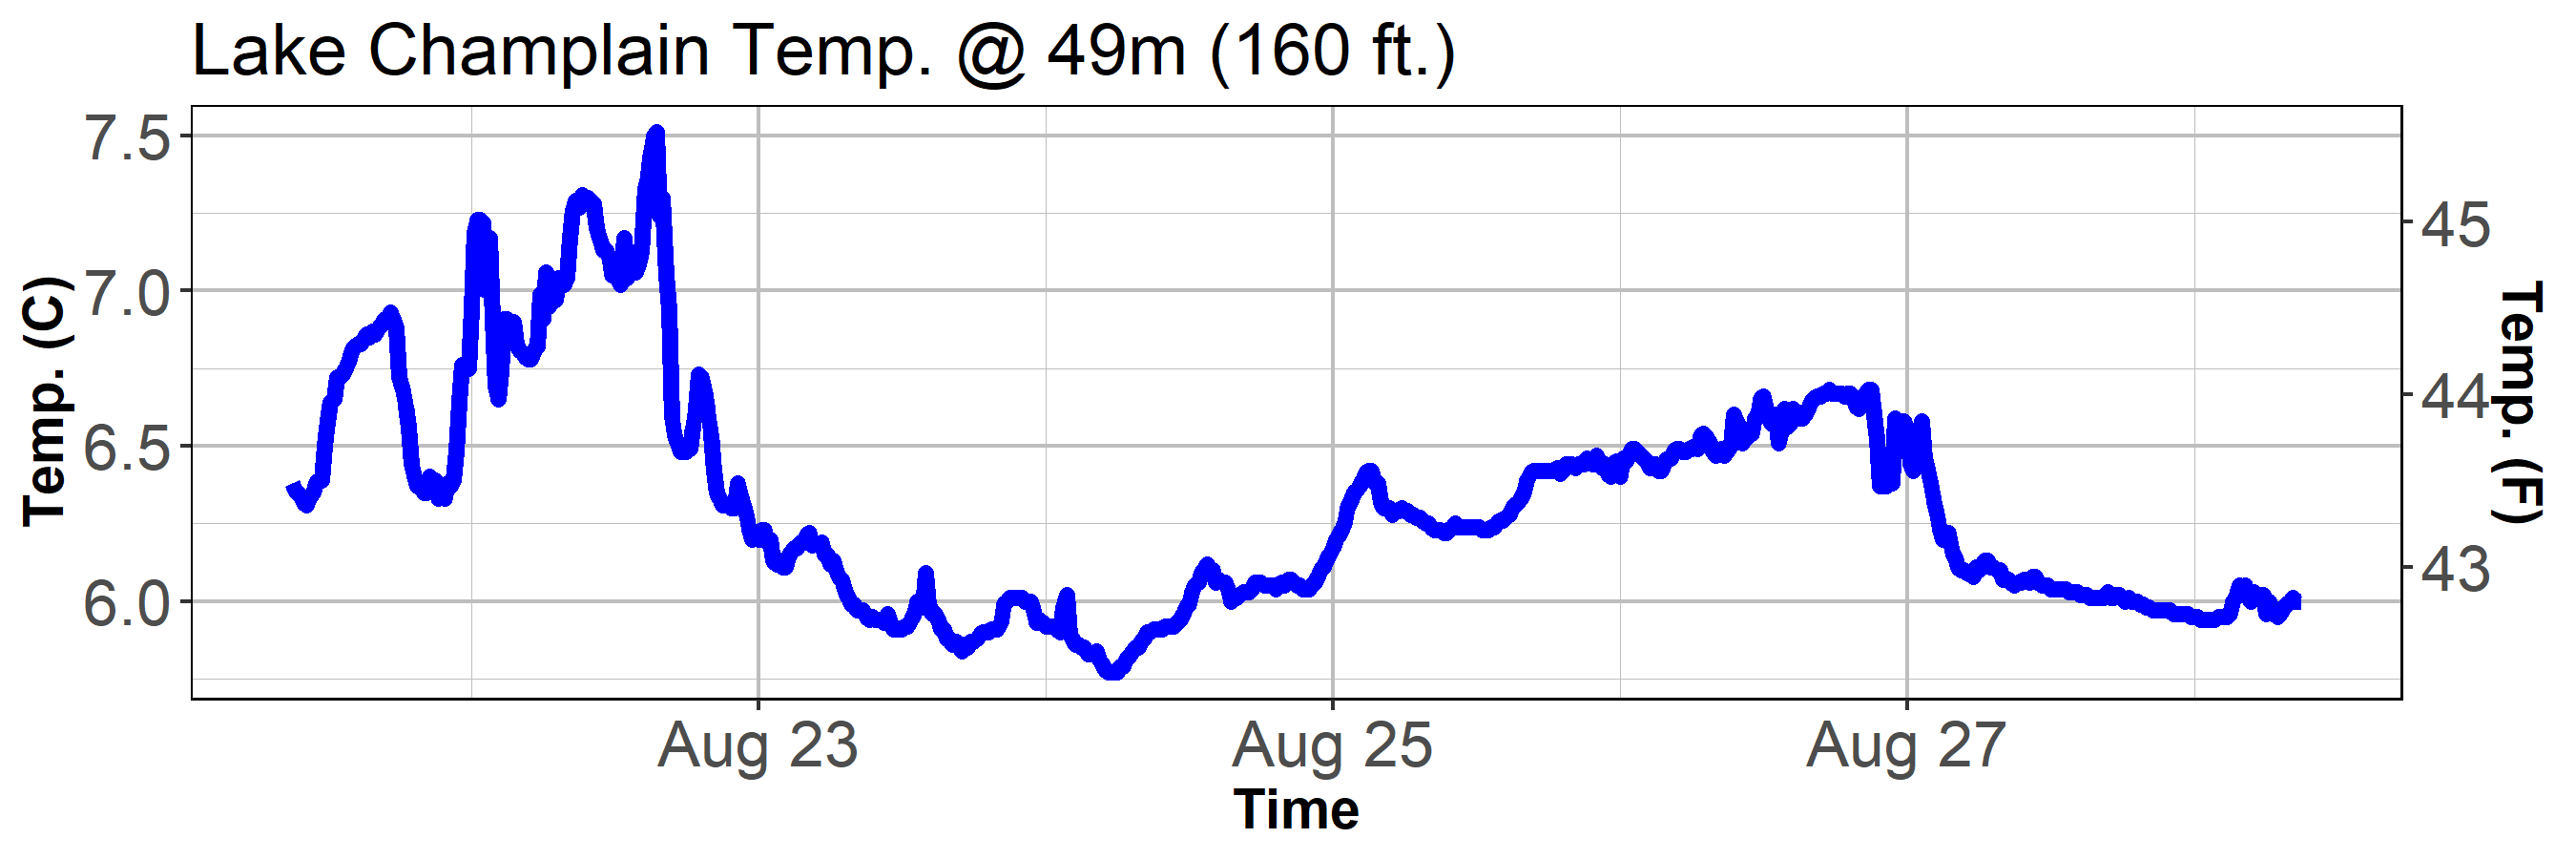 Lake Champlain Temp. @ 49m (160 ft.)
7.5
7.0
6.5
6.0
Temp. (C)
45
44
43
Temp. (F)
Aug 23 Aug 25 Aug 27
Time